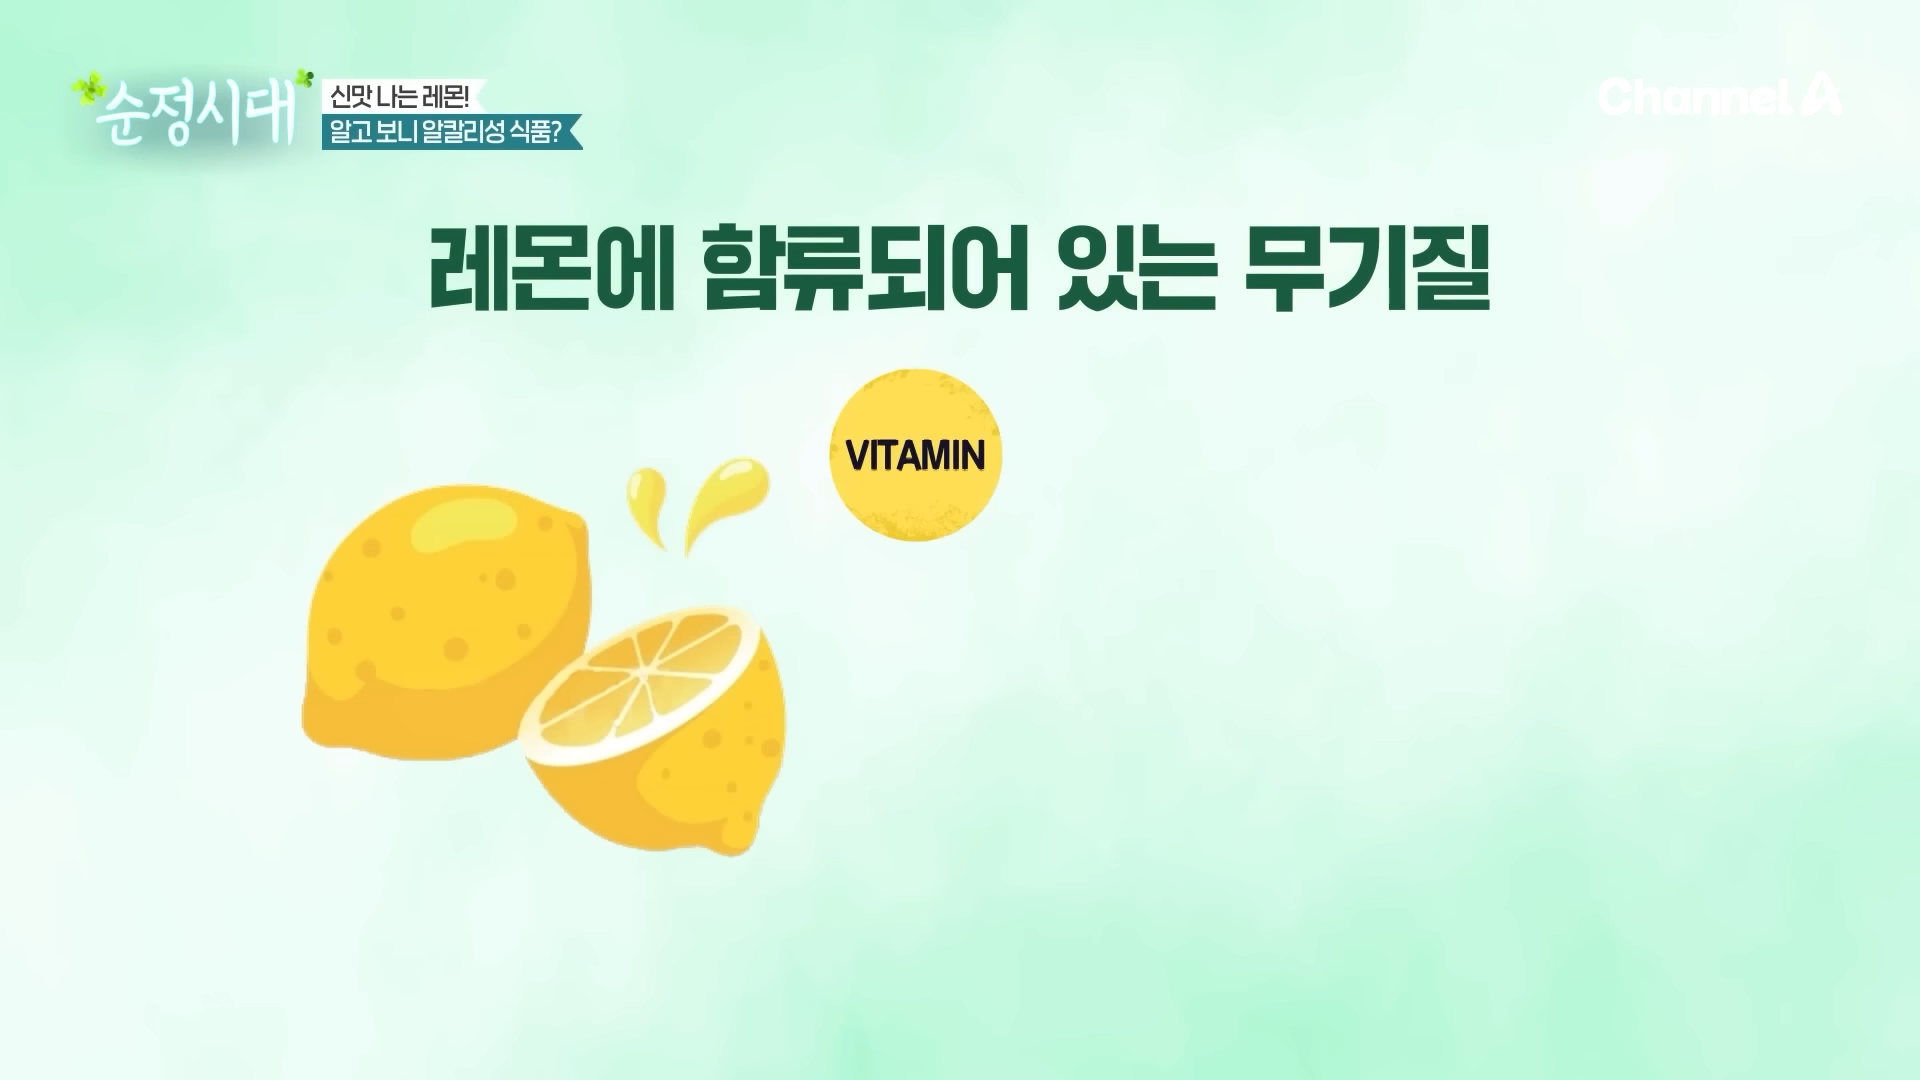 순정시대
신맛 나는 레몬!
알고 보니 알칼리성 식품?
Channel A
레몬에 함류되어 있는 무기질
VITAMIN